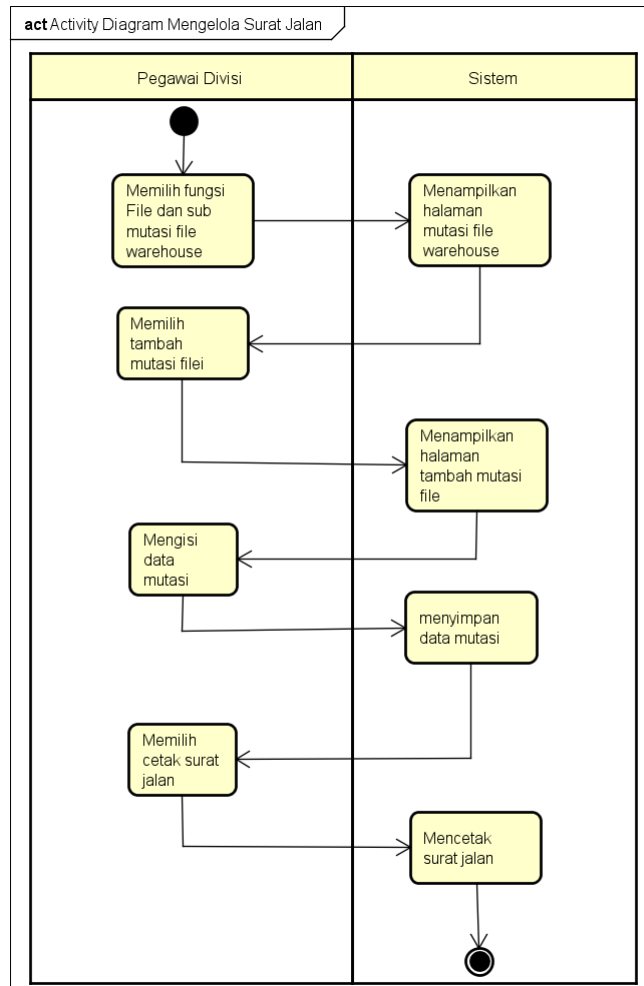 act Activity Diagram Mengelola Surat Jalan
Pegawai Divisi
Sistem
Memilih fungsi
File dan sub
mutasi file
warehouse
Menampilkan
halaman
mutasi file
warehouse
Memilih
tambah
mutasi filei
Menampilkan
halaman
tambah mutasi
file
Mengisi
data
mutasi
menyimpan
data mutasi
Memilih
cetak surat
jalan
Mencetak
surat jalan